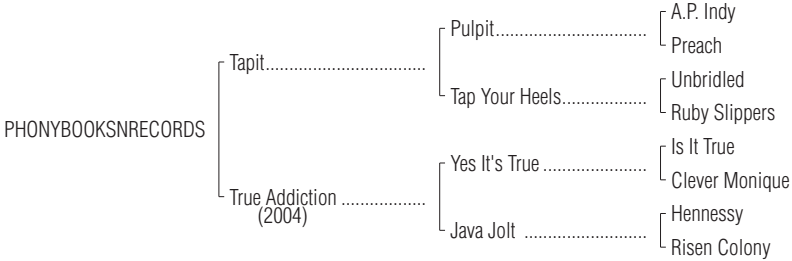 A.P. Indy
Pulpit................................
Preach
Tapit..................................
Unbridled
Tap Your Heels..................
Ruby Slippers
PHONYBOOKSNRECORDS
Is It True
Yes It's True ......................
Clever Monique
True Addiction ..................
(2004)
Hennessy
Java Jolt ..........................
Risen Colony